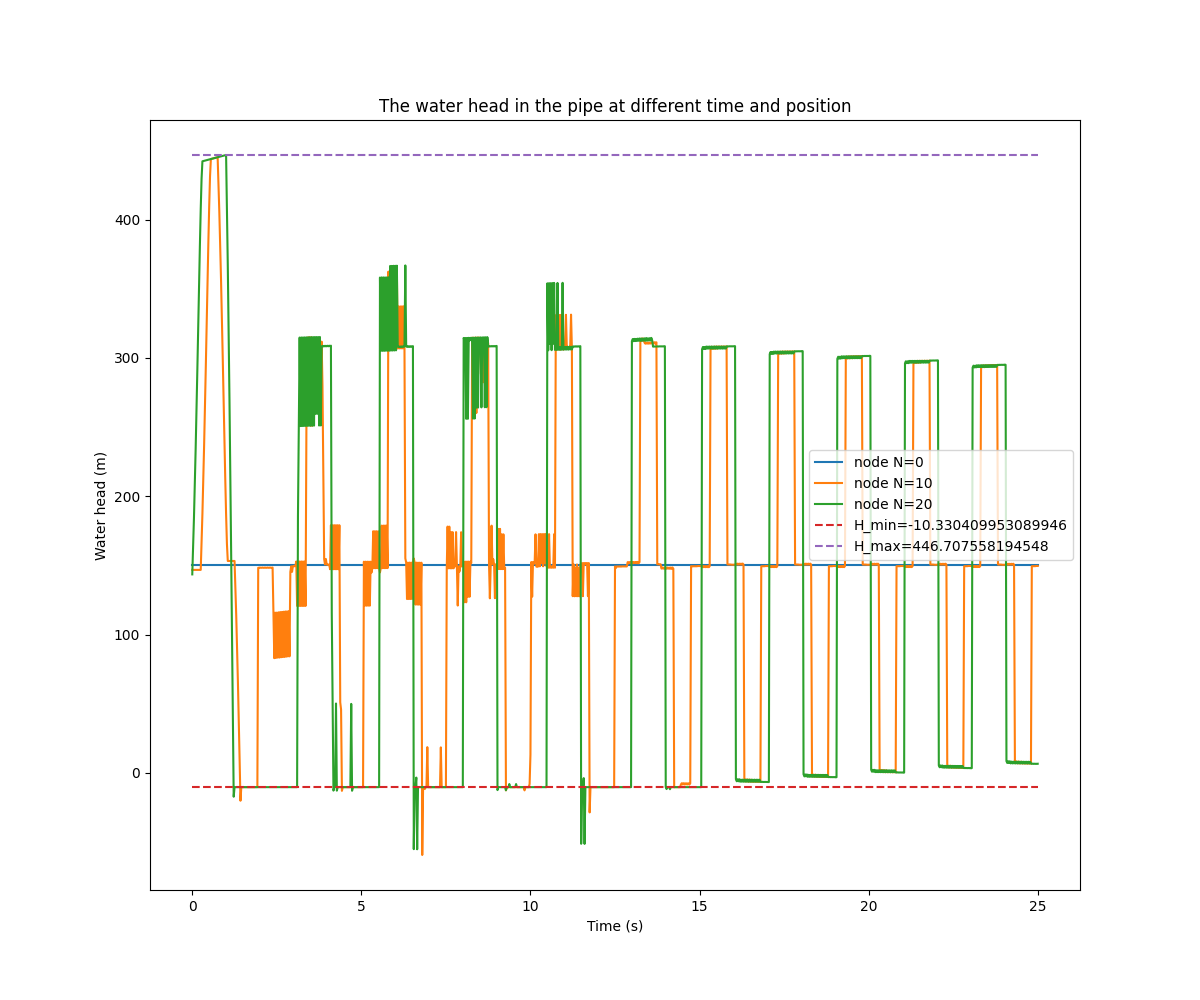 The water head in the pipe at different time and position
Water head (m)
400
300
200
100
0
node N=0
node N=10
node N=20
H_min=-10.330409953089946
H_max=446.707558194548
0 5 10 15 20 25
Time (s)